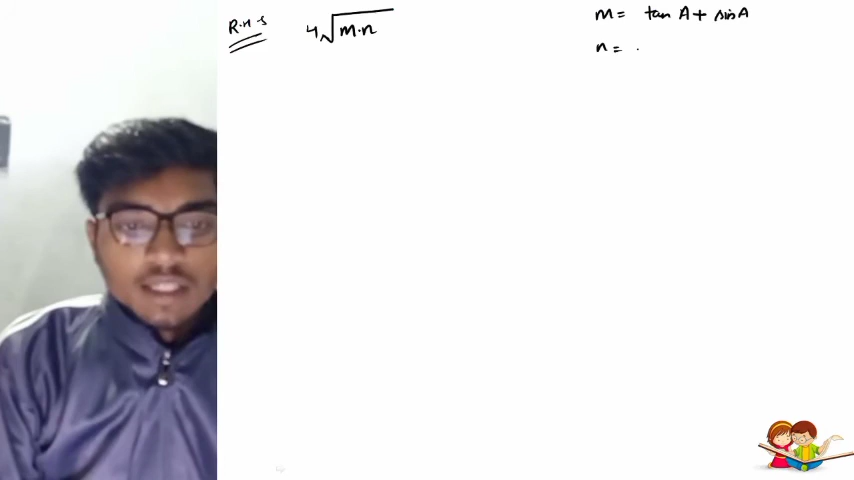 R.H.S 4√m·n
m = tan A + sin A
n = .